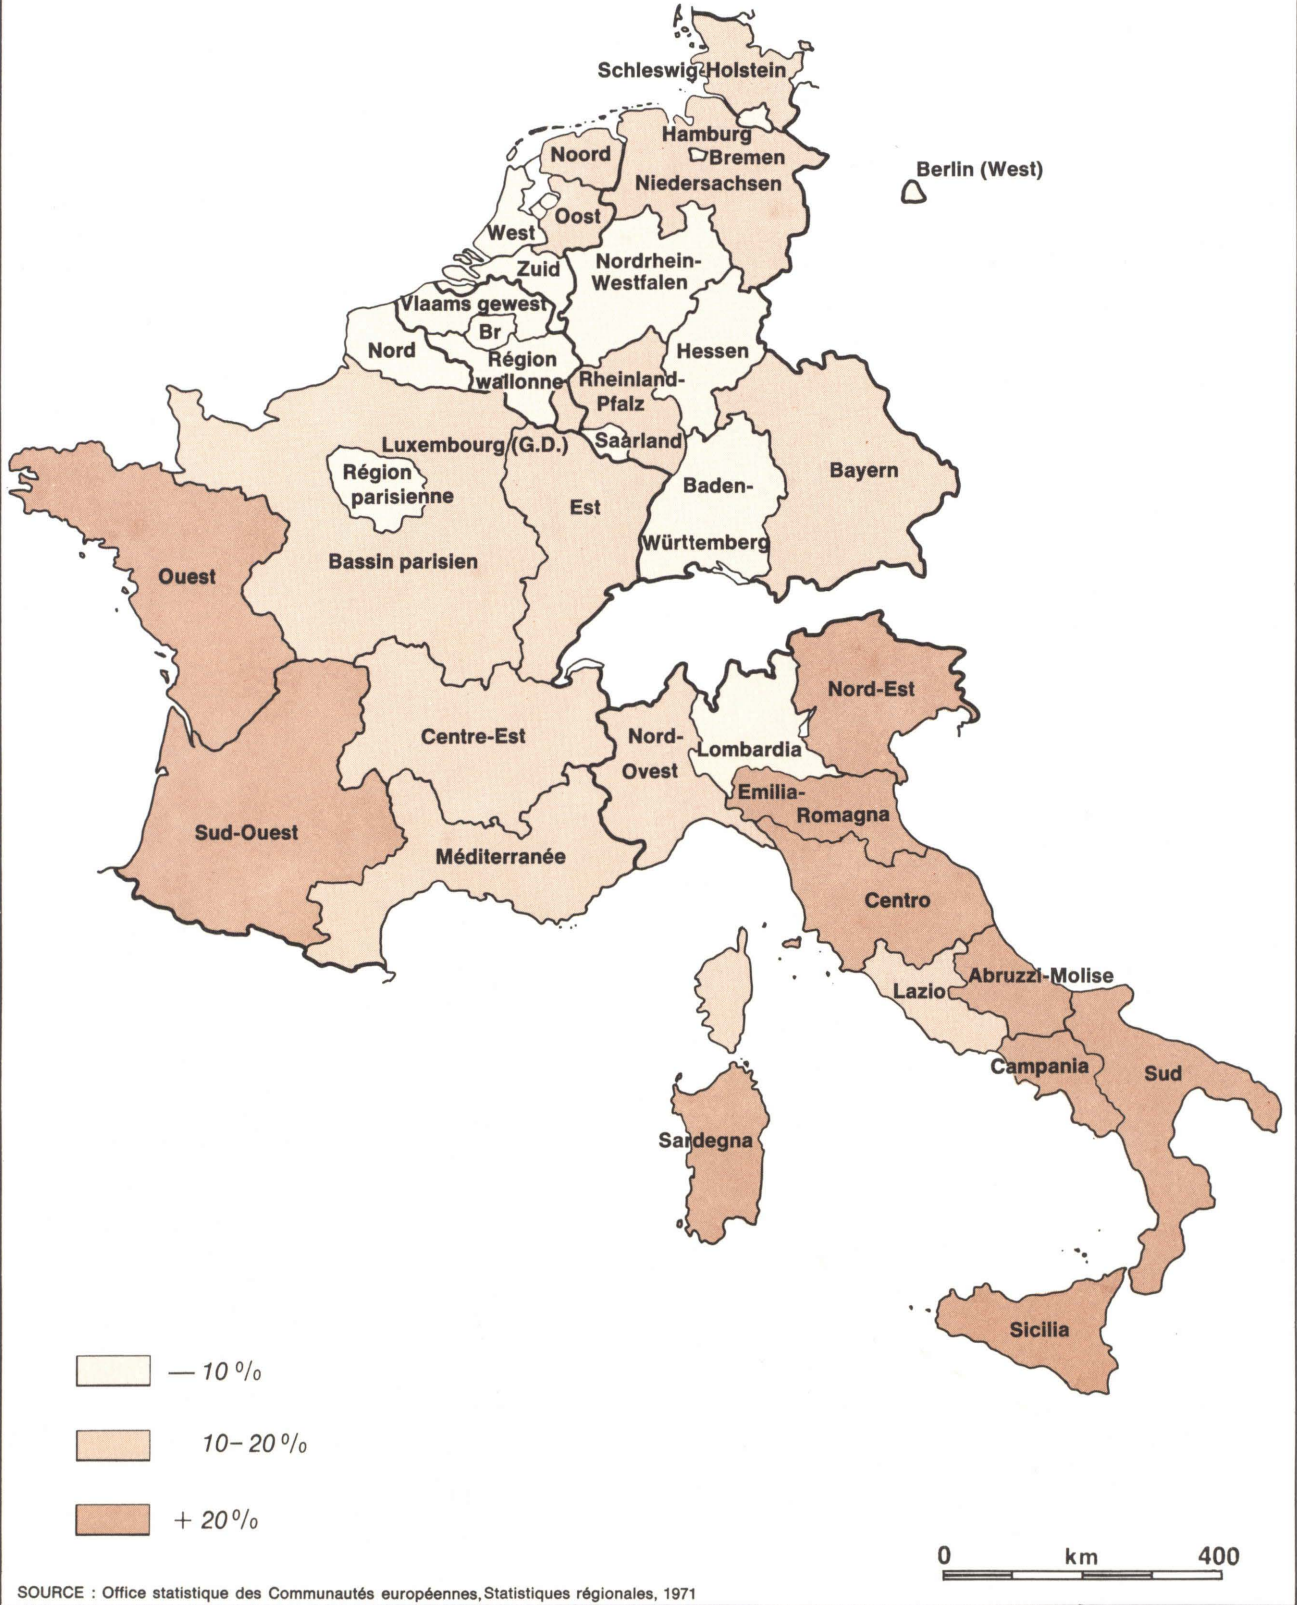 Schleswig-Holstein
Hamburg
Noord
Bremen
Berlin (West)
Niedersachsen
Oost
West
Zuid
Nordrhein-
Westfalen
Vlaams gewest
Br
Nord
Région
wallonne
Hessen
Rheinland-
Pfalz
Luxembourg (G.D.)
Saarland
Région
parisienne
Bayern
Baden-
Württemberg
Est
Bassin parisien
Ouest
Nord-Est
Centre-Est
Nord-
Ovest
Lombardia
Emilia-
Romagna
Sud-Ouest
Méditerranée
Centro
Abruzzi-Molise
Lazio
Campania
Sud
Sardegna
Sicilia
— 10 %
10–20 %
+ 20 %
0 km 400
SOURCE : Office statistique des Communautés européennes, Statistiques régionales, 1971